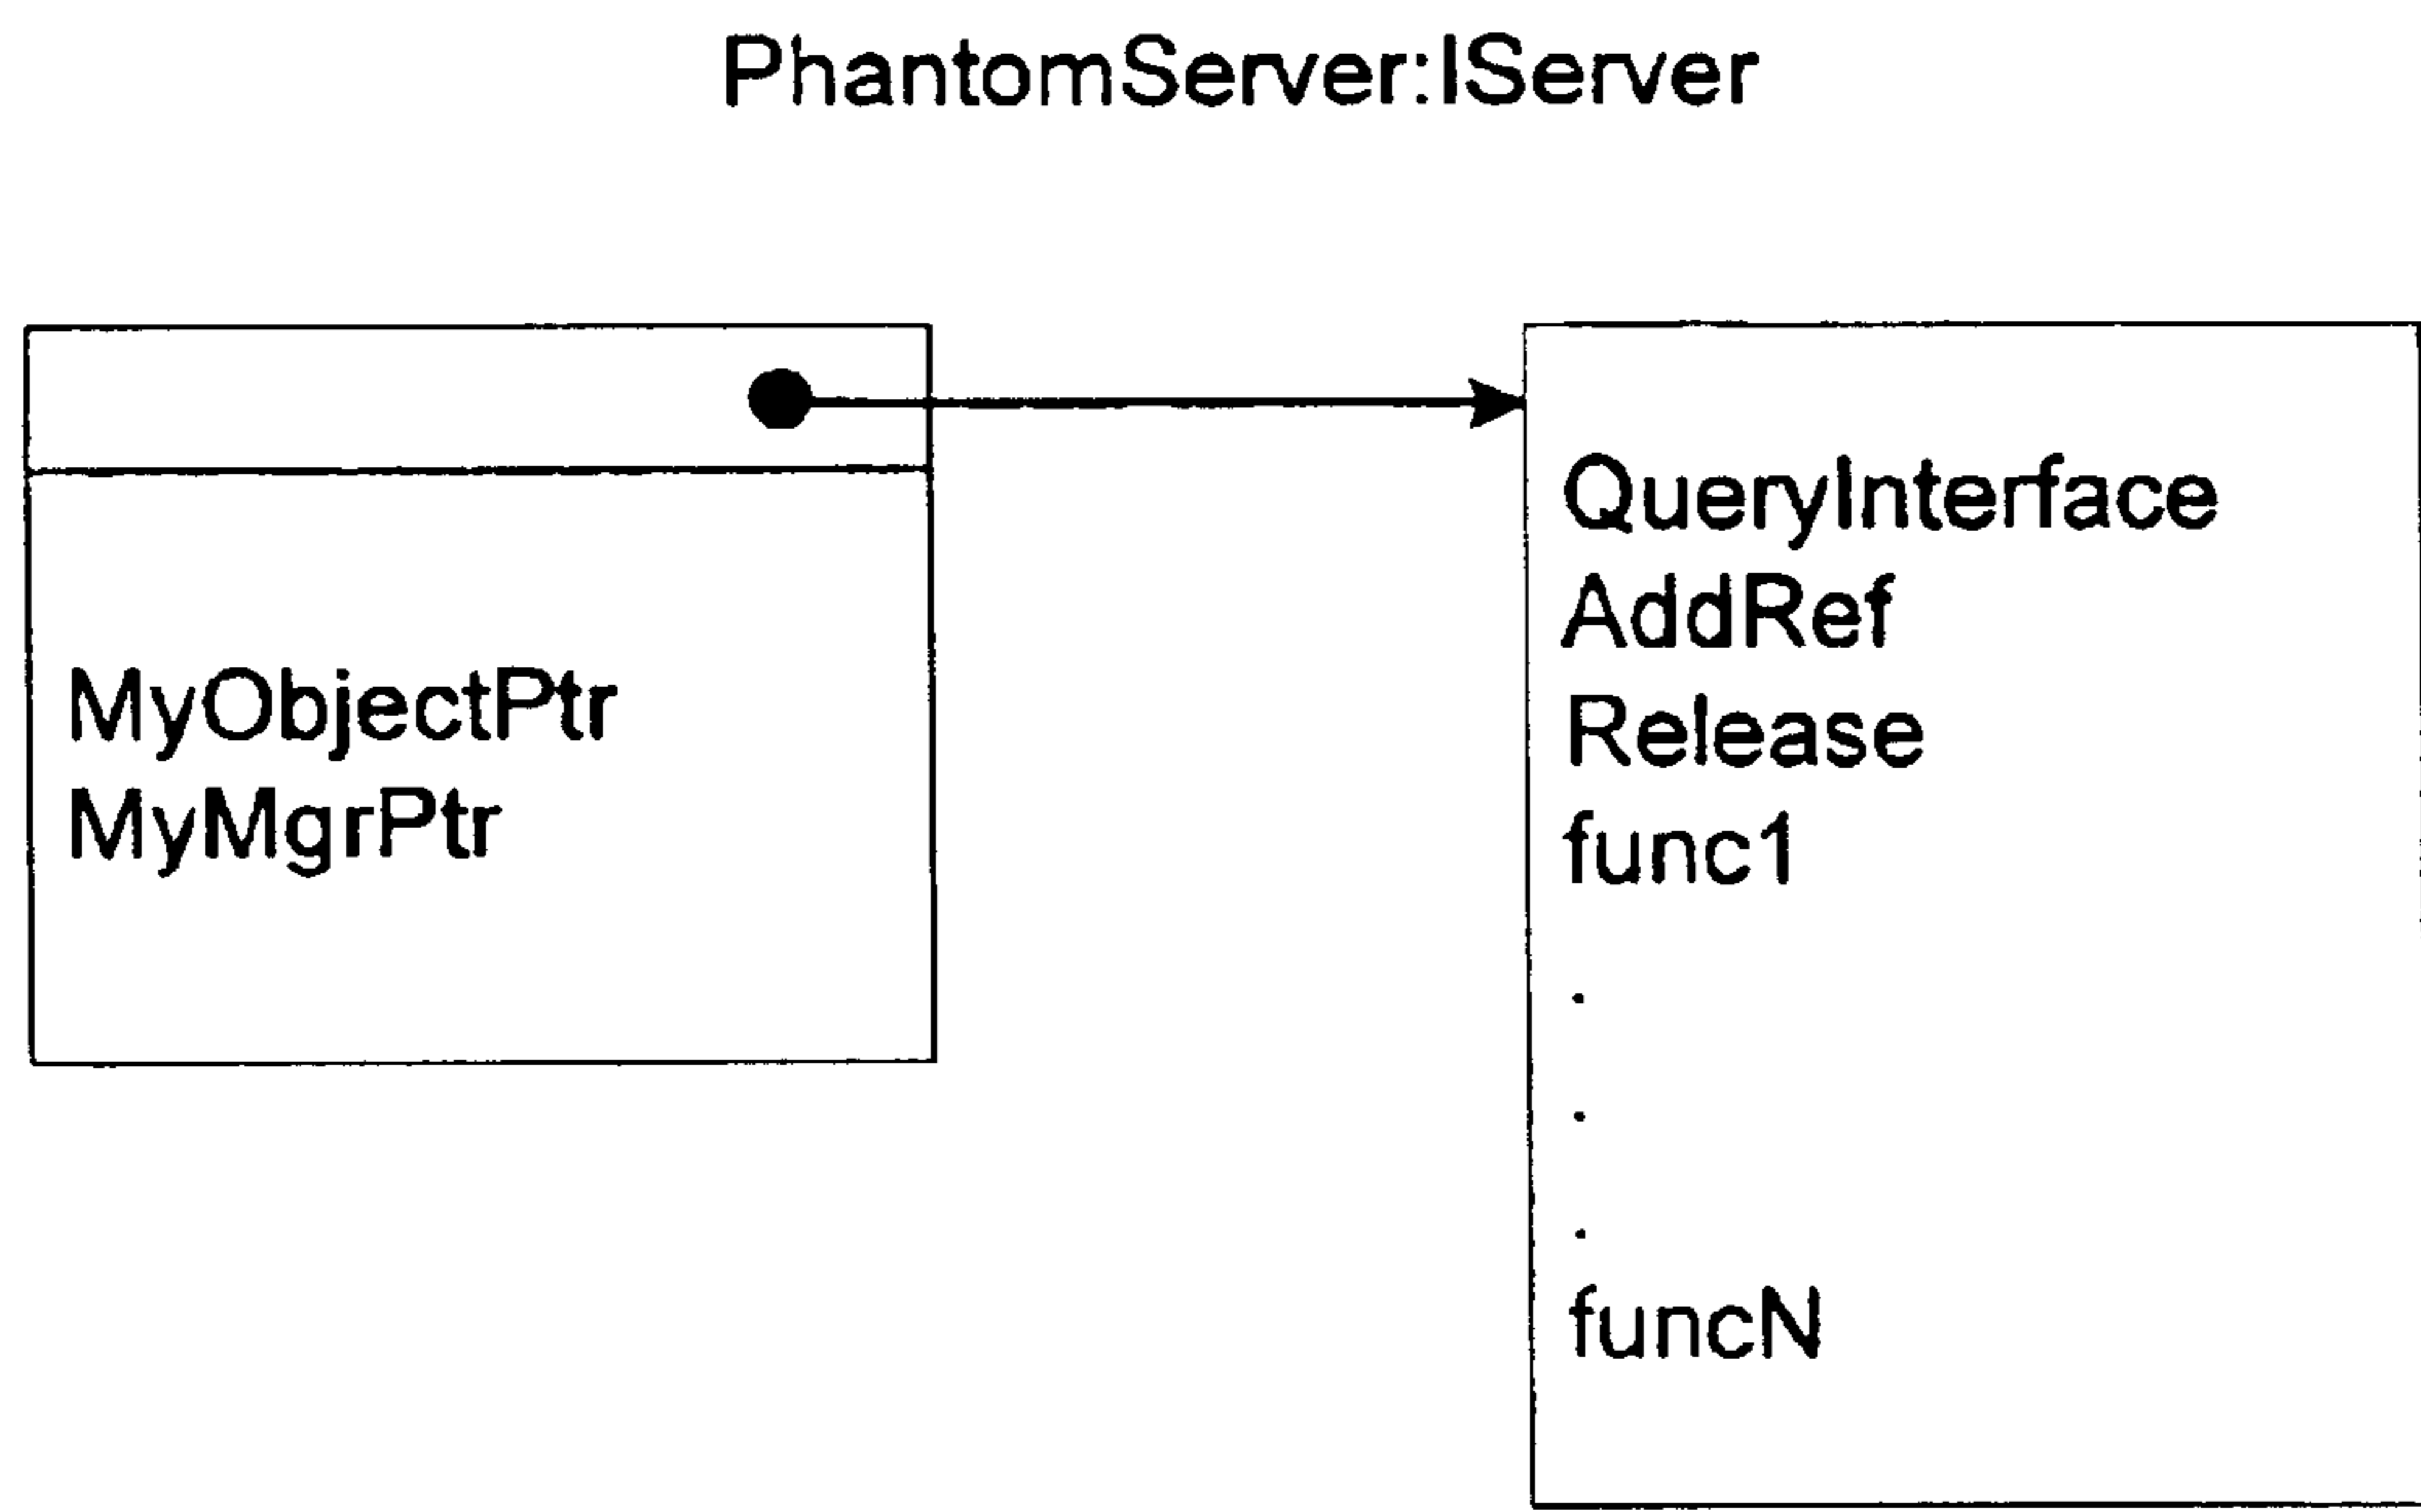 PhantomServer:IServer
MyObjectPtr
MyMgrPtr
QueryInterface
AddRef
Release
func1
.
.
.
funcN